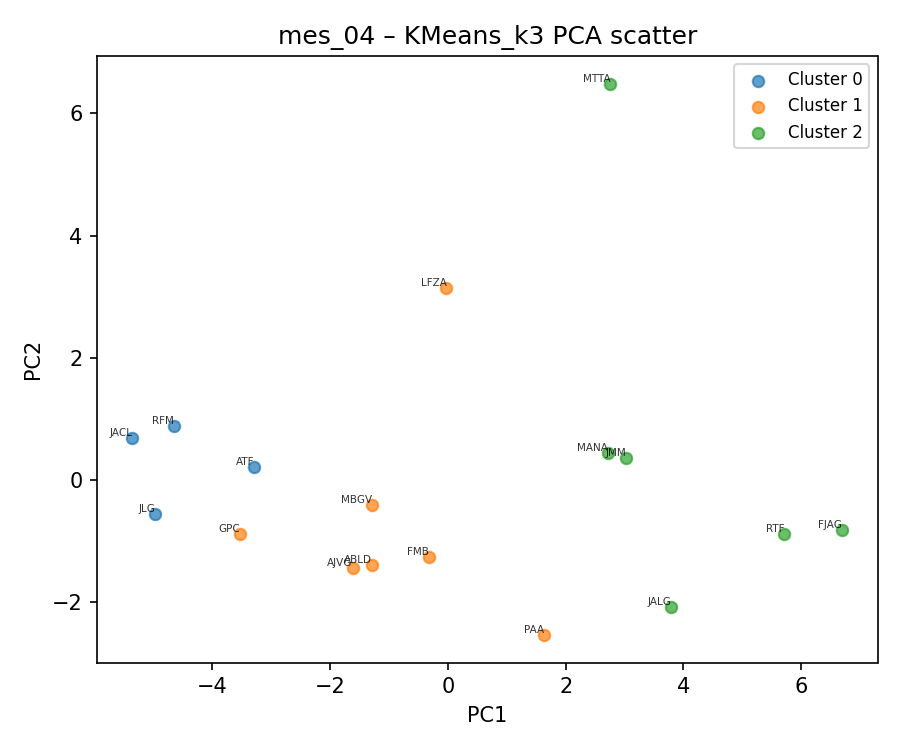 mes_04 – KMeans_k3 PCA scatter
Cluster 0
Cluster 1
Cluster 2
MTTA
LFZA
RFM
JACL
ATF
JLG
GPC
MBGV
AJVG
ABLD
FMB
PAA
MANA
RTF
FJAG
JALG
6
4
2
0
−2
PC2
−4
−2
0
2
4
6
PC1